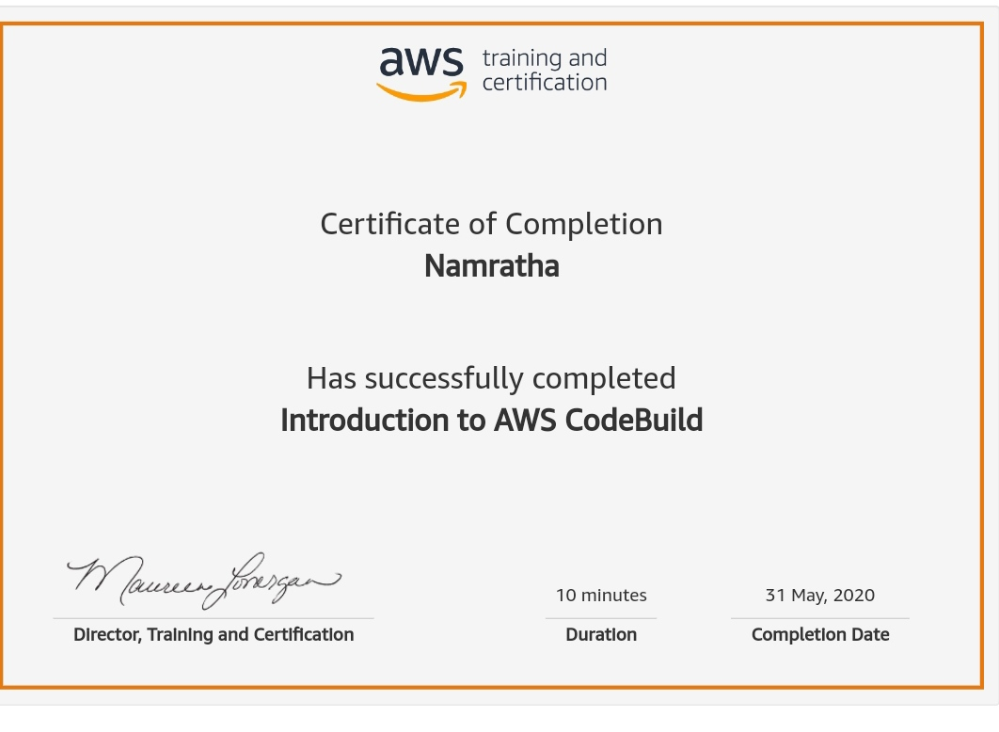 aws training and
certification
Certificate of Completion
Namratha
Has successfully completed
Introduction to AWS CodeBuild
Maureen Lonergan
Director, Training and Certification
10 minutes
Duration
31 May, 2020
Completion Date